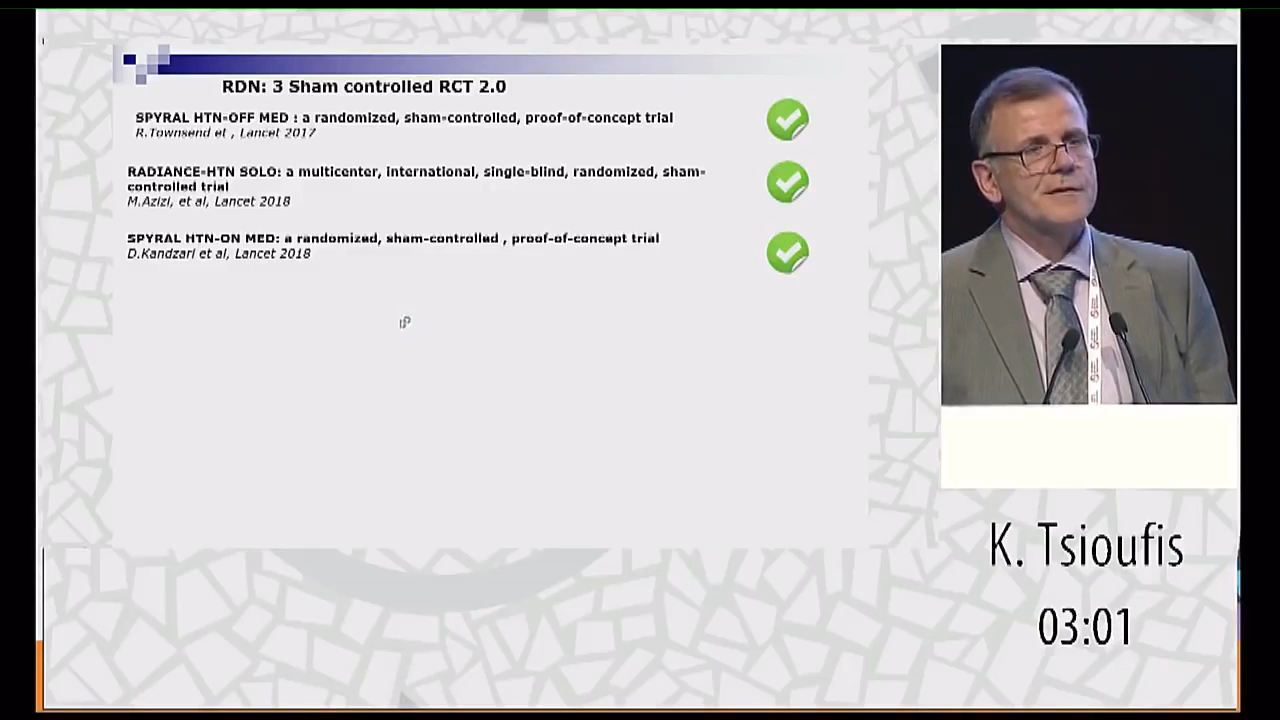 RDN: 3 Sham controlled RCT 2.0
SPYRAL HTN-OFF MED : a randomized, sham-controlled, proof-of-concept trial
R.Townsend et , Lancet 2017
RADIANCE-HTN SOLO: a multicenter, international, single-blind, randomized, sham-
controlled trial
M.Azizi, et al, Lancet 2018
SPYRAL HTN-ON MED: a randomized, sham-controlled , proof-of-concept trial
D.Kandzari et al, Lancet 2018
K. Tsioufis
03:01